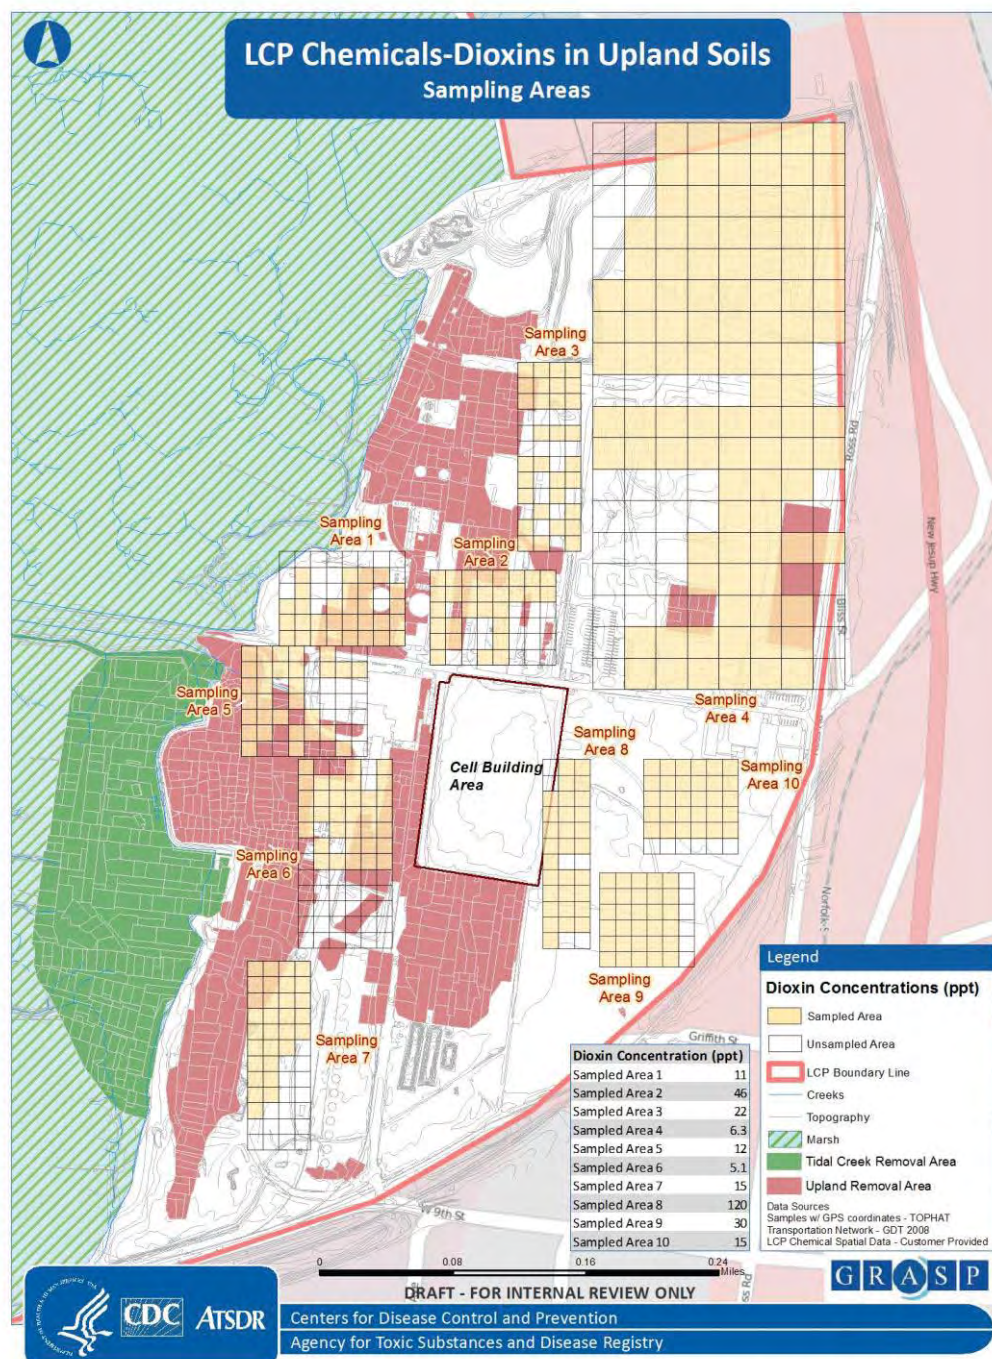 LCP Chemicals-Dioxins in Upland Soils
Sampling Areas
Sampling
Area 3
Ross Rd
New Jesup Hwy
Sampling
Area 1
Sampling
Area 2
Bliss St
Sampling
Area 5
Sampling
Area 4
Sampling
Area 8
Cell Building
Area
Sampling
Area 10
Sampling
Area 6
Norfolk S
Sampling
Area 9
Sampling
Area 7
Griffith St
W 9th St
ss Rd
Legend
Dioxin Concentrations (ppt)
Sampled Area
Unsampled Area
LCP Boundary Line
Creeks
Topography
Marsh
Tidal Creek Removal Area
Upland Removal Area
Data Sources
Samples w/ GPS coordinates - TOPHAT
Transportation Network - GDT 2008
LCP Chemical Spatial Data - Customer Provided
Dioxin Concentration (ppt)
Sampled Area 1 11
Sampled Area 2 46
Sampled Area 3 22
Sampled Area 4 6.3
Sampled Area 5 12
Sampled Area 6 5.1
Sampled Area 7 15
Sampled Area 8 120
Sampled Area 9 30
Sampled Area 10 15
0 0.08 0.16 0.24
Miles
DRAFT - FOR INTERNAL REVIEW ONLY
GRASP
CDC ATSDR
Centers for Disease Control and Prevention
Agency for Toxic Substances and Disease Registry